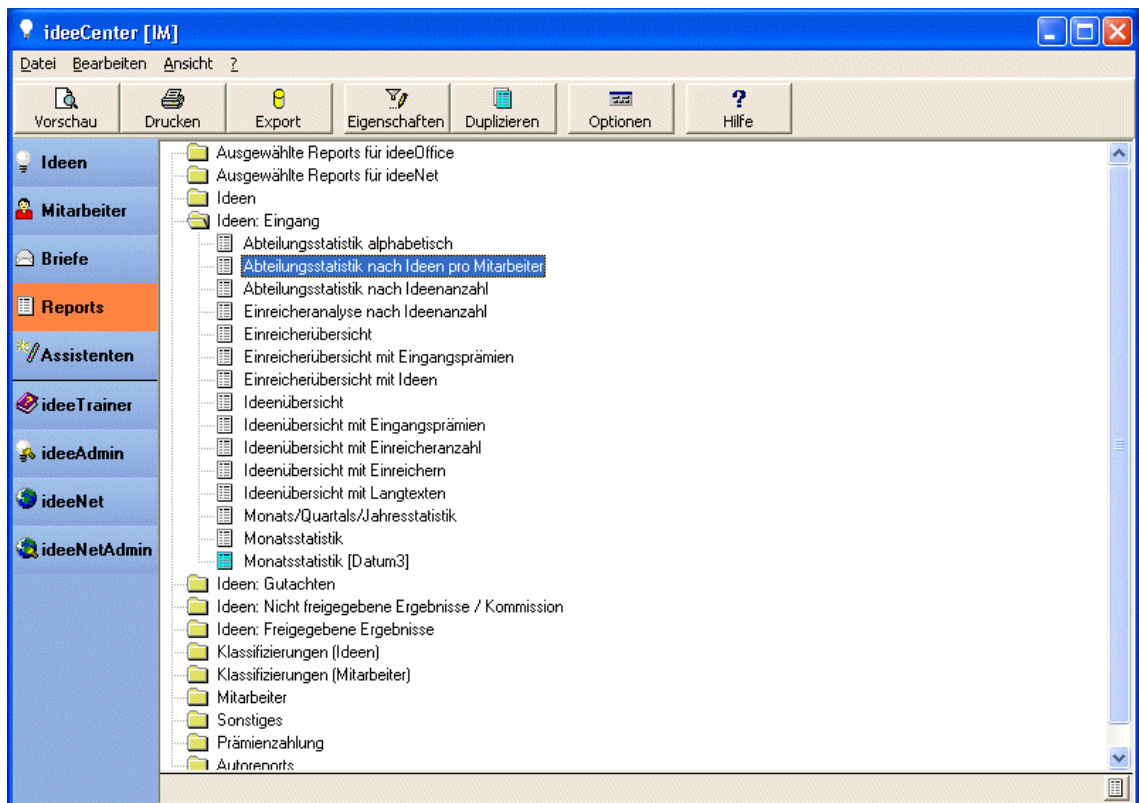 ideeCenter [IM]
Datei Bearbeiten Ansicht ?
Vorschau Drucken Export Eigenschaften Duplizieren Optionen Hilfe
Ideen
Mitarbeiter
Briefe
Reports
Assistenten
ideeTrainer
ideeAdmin
ideeNet
ideeNetAdmin
Ausgewählte Reports für ideeOffice
Ausgewählte Reports für ideeNet
Ideen
Ideen: Eingang
Abteilungsstatistik alphabetisch
Abteilungsstatistik nach Ideen pro Mitarbeiter
Abteilungsstatistik nach Ideenanzahl
Einreicheranalyse nach Ideenanzahl
Einreicherübersicht
Einreicherübersicht mit Eingangsprämien
Einreicherübersicht mit Ideen
Ideenübersicht
Ideenübersicht mit Eingangsprämien
Ideenübersicht mit Einreicheranzahl
Ideenübersicht mit Einreichern
Ideenübersicht mit Langtexten
Monats/Quartals/Jahresstatistik
Monatsstatistik
Monatsstatistik [Datum3]
Ideen: Gutachten
Ideen: Nicht freigegebene Ergebnisse / Kommission
Ideen: Freigegebene Ergebnisse
Klassifizierungen (Ideen)
Klassifizierungen (Mitarbeiter)
Mitarbeiter
Sonstiges
Prämienzahlung
Autoreports